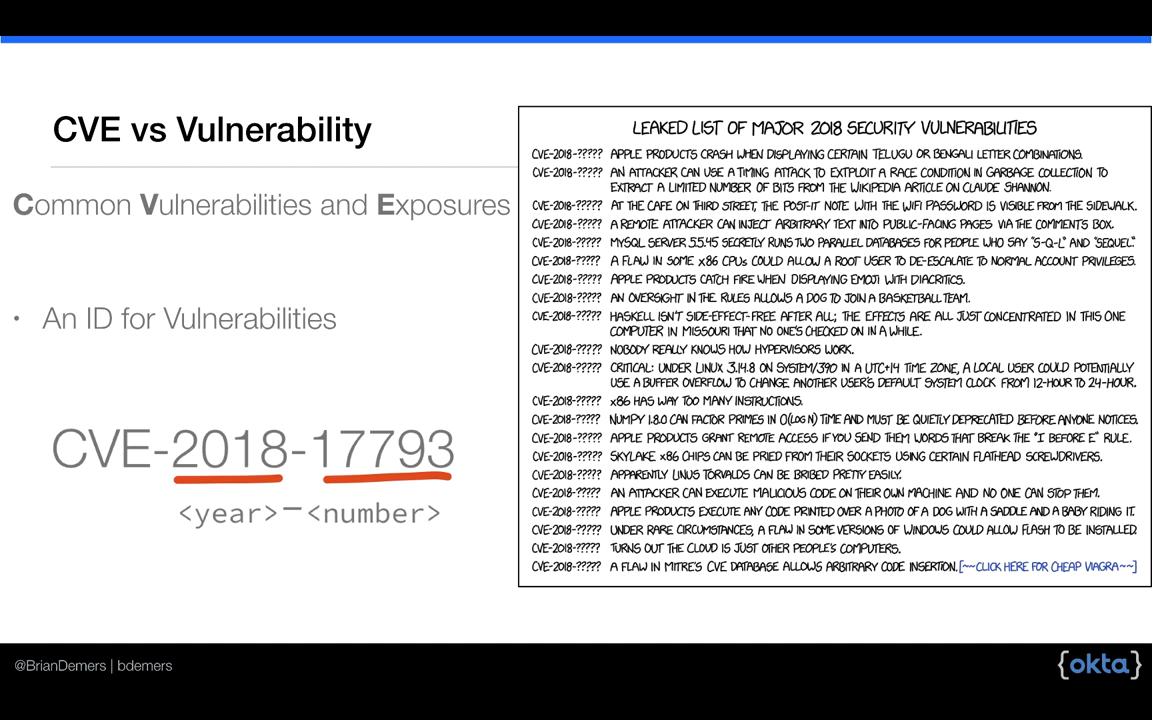 CVE vs Vulnerability
Common Vulnerabilities and Exposures
• An ID for Vulnerabilities
CVE-2018-17793
<year>-<number>
LEAKED LIST OF MAJOR 2018 SECURITY VULNERABILITIES
CVE-2018-????? APPLE PRODUCTS CRASH WHEN DISPLAYING CERTAIN TELUGU OR BENGALI LETTER COMBINATIONS.
CVE-2018-????? AN ATTACKER CAN USE A TIMING ATTACK TO EXTPLOIT A RACE CONDITION IN GARBAGE COLLECTION TO
EXTRACT A LIMITED NUMBER OF BITS FROM THE WIKIPEDIA ARTICLE ON CLAUDE SHANNON.
CVE-2018-????? AT THE CAFE ON THIRD STREET, THE POST-IT NOTE WITH THE WIFI PASSWORD IS VISIBLE FROM THE SIDEWALK.
CVE-2018-????? A REMOTE ATTACKER CAN INJECT ARBITRARY TEXT INTO PUBLIC-FACING PAGES VIA THE COMMENTS BOX.
CVE-2018-????? MYSQL SERVER 5.5.45 SECRETLY RUNS TWO PARALLEL DATABASES FOR PEOPLE WHO SAY "S-Q-L" AND "SEQUEL."
CVE-2018-????? A FLAW IN SOME x86 CPUs COULD ALLOW A ROOT USER TO DE-ESCALATE TO NORMAL ACCOUNT PRIVILEGES.
CVE-2018-????? APPLE PRODUCTS CATCH FIRE WHEN DISPLAYING EMOJI WITH DIACRITICS.
CVE-2018-????? AN OVERSIGHT IN THE RULES ALLOWS A DOG TO JOIN A BASKETBALL TEAM.
CVE-2018-????? HASKELL ISN'T SIDE-EFFECT-FREE AFTER ALL; THE EFFECTS ARE ALL JUST CONCENTRATED IN THIS ONE
COMPUTER IN MISSOURI THAT NO ONE'S CHECKED ON IN A WHILE.
CVE-2018-????? NOBODY REALLY KNOWS HOW HYPERVISORS WORK.
CVE-2018-????? CRITICAL: UNDER LINUX 3.14.8 ON SYSTEM/390 IN A UTC+14 TIME ZONE, A LOCAL USER COULD POTENTIALLY
USE A BUFFER OVERFLOW TO CHANGE ANOTHER USER'S DEFAULT SYSTEM CLOCK FROM 12-HOUR TO 24-HOUR.
CVE-2018-????? x86 HAS WAY TOO MANY INSTRUCTIONS.
CVE-2018-????? NUMPY 1.8.0 CAN FACTOR PRIMES IN O(LOG N) TIME AND MUST BE QUIETLY DEPRECATED BEFORE ANYONE NOTICES.
CVE-2018-????? APPLE PRODUCTS GRANT REMOTE ACCESS IF YOU SEND THEM WORDS THAT BREAK THE "I BEFORE E" RULE.
CVE-2018-????? SKYLAKE x86 CHIPS CAN BE PRIED FROM THEIR SOCKETS USING CERTAIN FLATHEAD SCREWDRIVERS.
CVE-2018-????? APPARENTLY LINUS TORVALDS CAN BE BRIBED PRETTY EASILY.
CVE-2018-????? AN ATTACKER CAN EXECUTE MALICIOUS CODE ON THEIR OWN MACHINE AND NO ONE CAN STOP THEM.
CVE-2018-????? APPLE PRODUCTS EXECUTE ANY CODE PRINTED OVER A PHOTO OF A DOG WITH A SADDLE AND A BABY RIDING IT.
CVE-2018-????? UNDER RARE CIRCUMSTANCES, A FLAW IN SOME VERSIONS OF WINDOWS COULD ALLOW FLASH TO BE INSTALLED.
CVE-2018-????? TURNS OUT THE CLOUD IS JUST OTHER PEOPLE'S COMPUTERS.
CVE-2018-????? A FLAW IN MITRE'S CVE DATABASE ALLOWS ARBITRARY CODE INSERTION.[~~CLICK HERE FOR CHEAP VIAGRA~~]
@BrianDemers | bdemers
{okta}